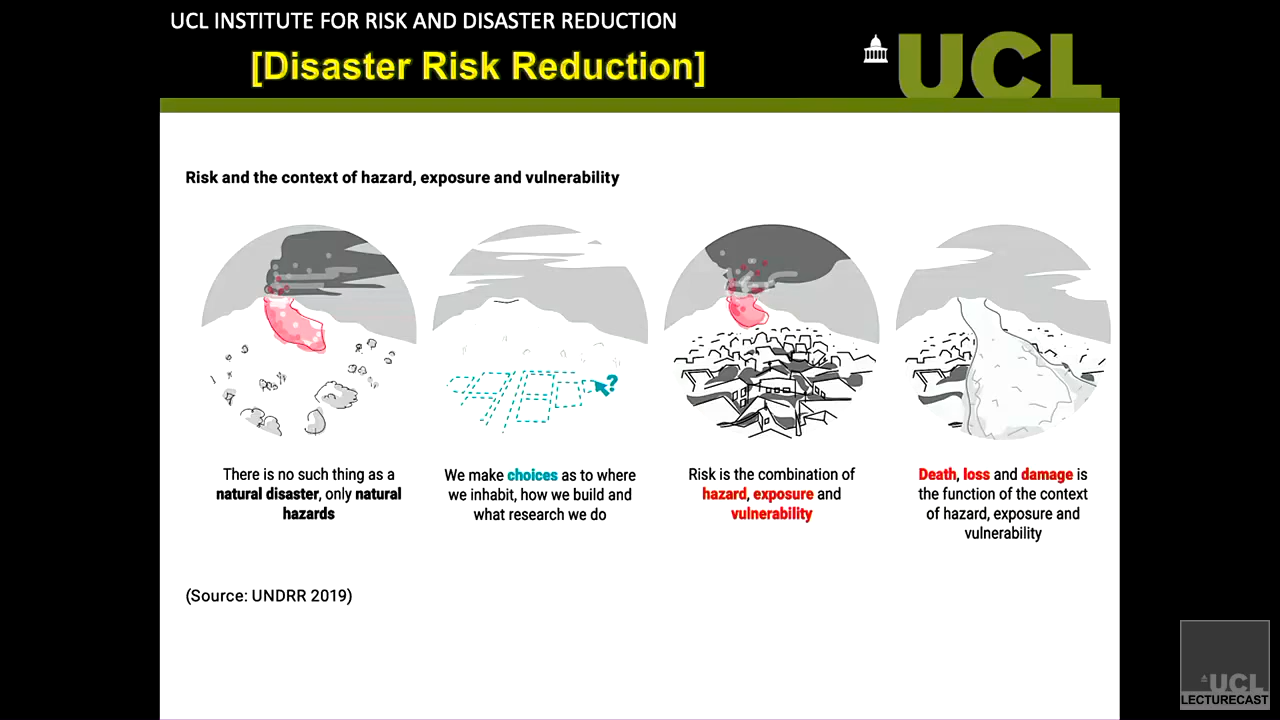 UCL INSTITUTE FOR RISK AND DISASTER REDUCTION
[Disaster Risk Reduction]
UCL
Risk and the context of hazard, exposure and vulnerability
?
There is no such thing as a
natural disaster, only natural
hazards
We make choices as to where
we inhabit, how we build and
what research we do
Risk is the combination of
hazard, exposure and
vulnerability
Death, loss and damage is
the function of the context
of hazard, exposure and
vulnerability
(Source: UNDRR 2019)
UCL
LECTURECAST